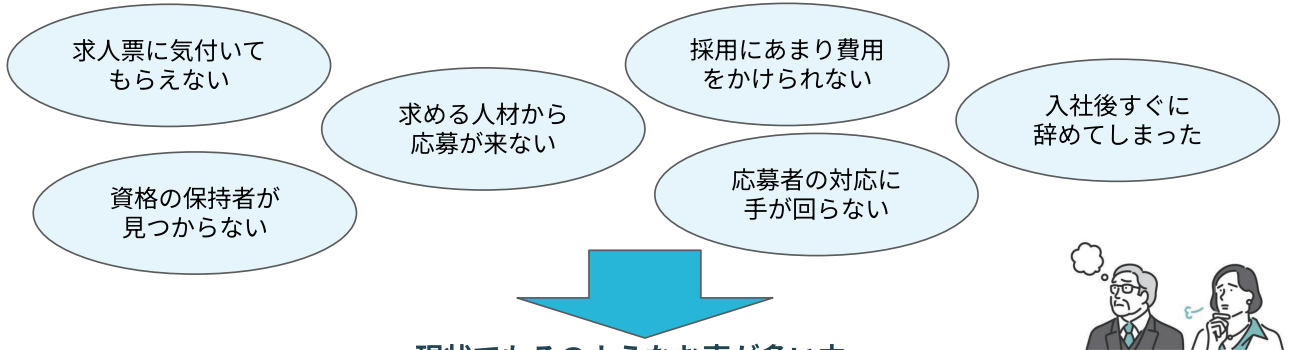 求人票に気付いて
もらえない
求める人材から
応募が来ない
採用にあまり費用
をかけられない
入社後すぐに
辞めてしまった
資格の保持者が
見つからない
応募者の対応に
手が回らない